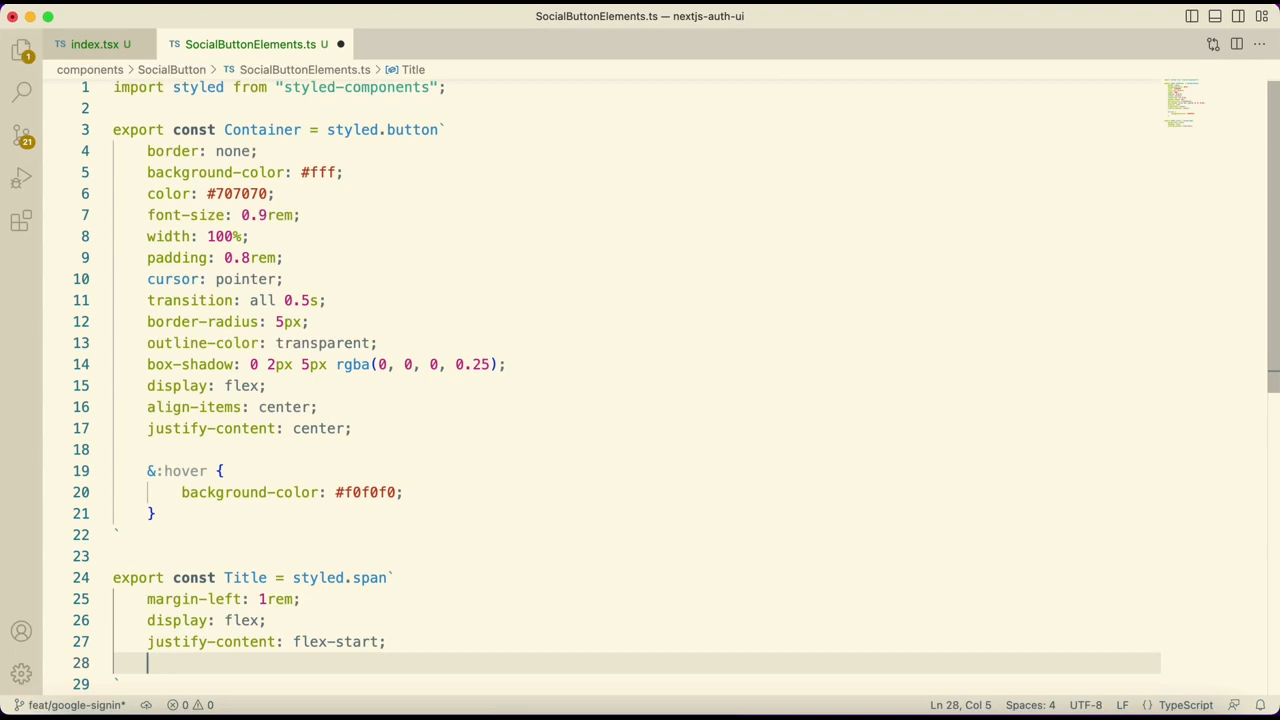 SocialButtonElements.ts — nextjs-auth-ui
TS index.tsx U
TS SocialButtonElements.ts U
components > SocialButton > TS SocialButtonElements.ts > Title
1 import styled from "styled-components";
2
3 export const Container = styled.button`
4 border: none;
5 background-color: #fff;
6 color: #707070;
7 font-size: 0.9rem;
8 width: 100%;
9 padding: 0.8rem;
10 cursor: pointer;
11 transition: all 0.5s;
12 border-radius: 5px;
13 outline-color: transparent;
14 box-shadow: 0 2px 5px rgba(0, 0, 0, 0.25);
15 display: flex;
16 align-items: center;
17 justify-content: center;
18
19 &:hover {
20 background-color: #f0f0f0;
21 }
22 `
23
24 export const Title = styled.span`
25 margin-left: 1rem;
26 display: flex;
27 justify-content: flex-start;
28
29 `
1
21
feat/google-signin* 0 0 Ln 28, Col 5 Spaces: 4 UTF-8 LF {} TypeScript